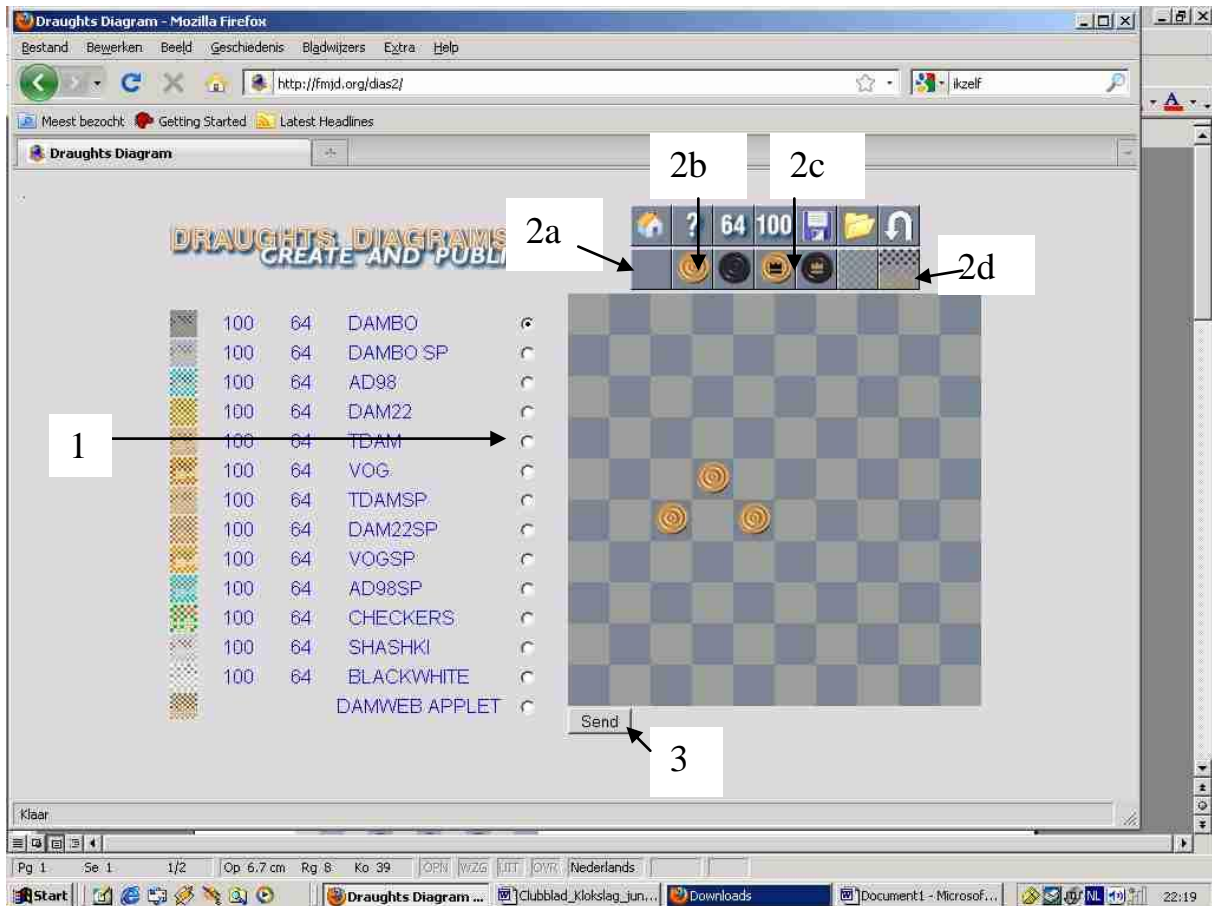 Draughts Diagram - Mozilla Firefox
Bestand Bewerken Beeld Geschiedenis Bladwijzers Extra Help
http://fmjd.org/dias2/
ikzelf
Meest bezocht Getting Started Latest Headlines
Draughts Diagram
2b 2c
DRAUGHTS DIAGRAMS
CREATE AND PUBLI
2a
? 64 100
2d
100 64 DAMBO
100 64 DAMBO SP
100 64 AD98
100 64 DAM22
1
100 64 TDAM
100 64 VOG
100 64 TDAMSP
100 64 DAM22SP
100 64 VOGSP
100 64 AD98SP
100 64 CHECKERS
100 64 SHASHKI
100 64 BLACKWHITE
DAMWEB APPLET
Send
3
Klaar
Pg 1 Se 1 1/2 Op 6.7 cm Rg 8 Ko 39 OPN WZG UIT OVR Nederlands
Start Draughts Diagram ... Clubblad_Klokslag_jun... Downloads Document1 - Microsof... NL 22:19